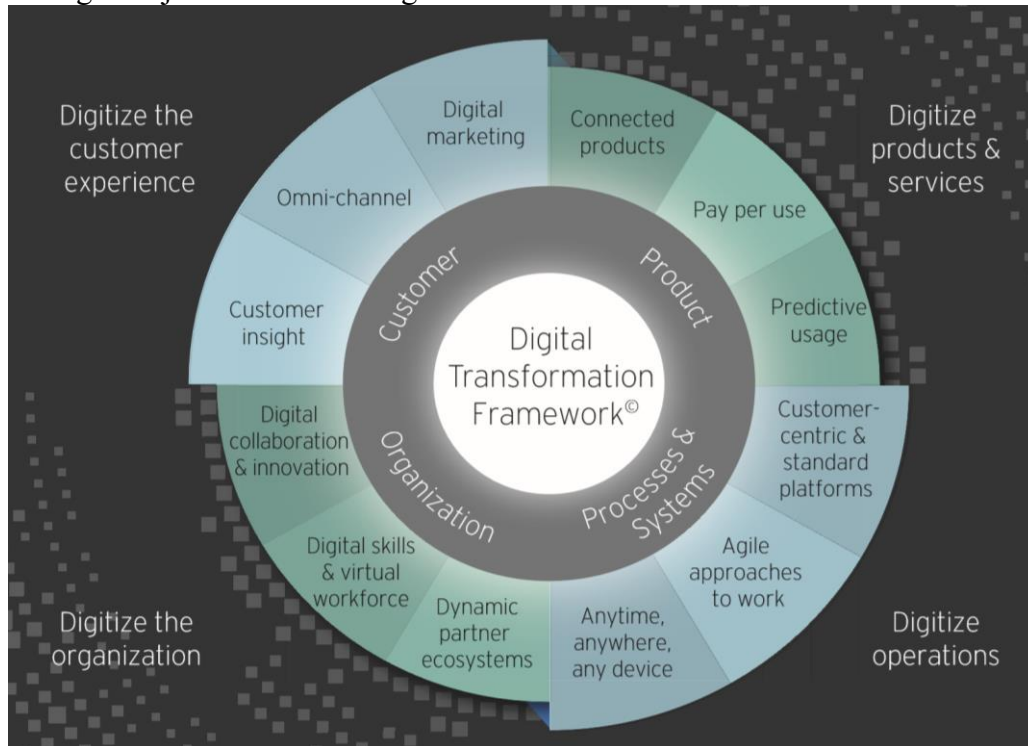 Digitize the
customer
experience
Digital
marketing
Omni-channel
Customer
insight
Connected
products
Pay per use
Predictive
usage
Digitize
products &
services
Customer
Product
Digital
Transformation
Framework©
Organization
Processes &
Systems
Digital
collaboration
& innovation
Digital skills
& virtual
workforce
Dynamic
partner
ecosystems
Customer-
centric &
standard
platforms
Agile
approaches
to work
Anytime,
anywhere,
any device
Digitize the
organization
Digitize
operations